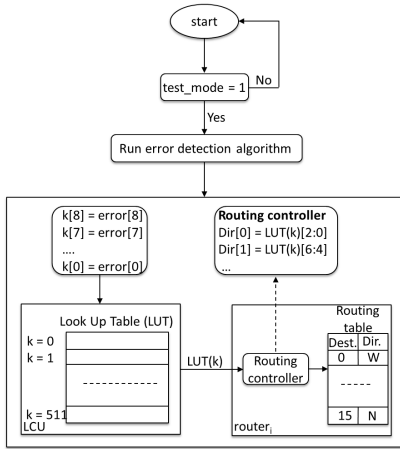 start
No
test_mode = 1
Yes
Run error detection algorithm
k[8] = error[8]
k[7] = error[7]
....
k[0] = error[0]
Routing controller
Dir[0] = LUT(k)[2:0]
Dir[1] = LUT(k)[6:4]
...
Look Up Table (LUT)
k = 0
k = 1
k = 511
LCU
LUT(k)
Routing
controller
Routing
table
Dest. Dir.
0 W
15 N
router_i